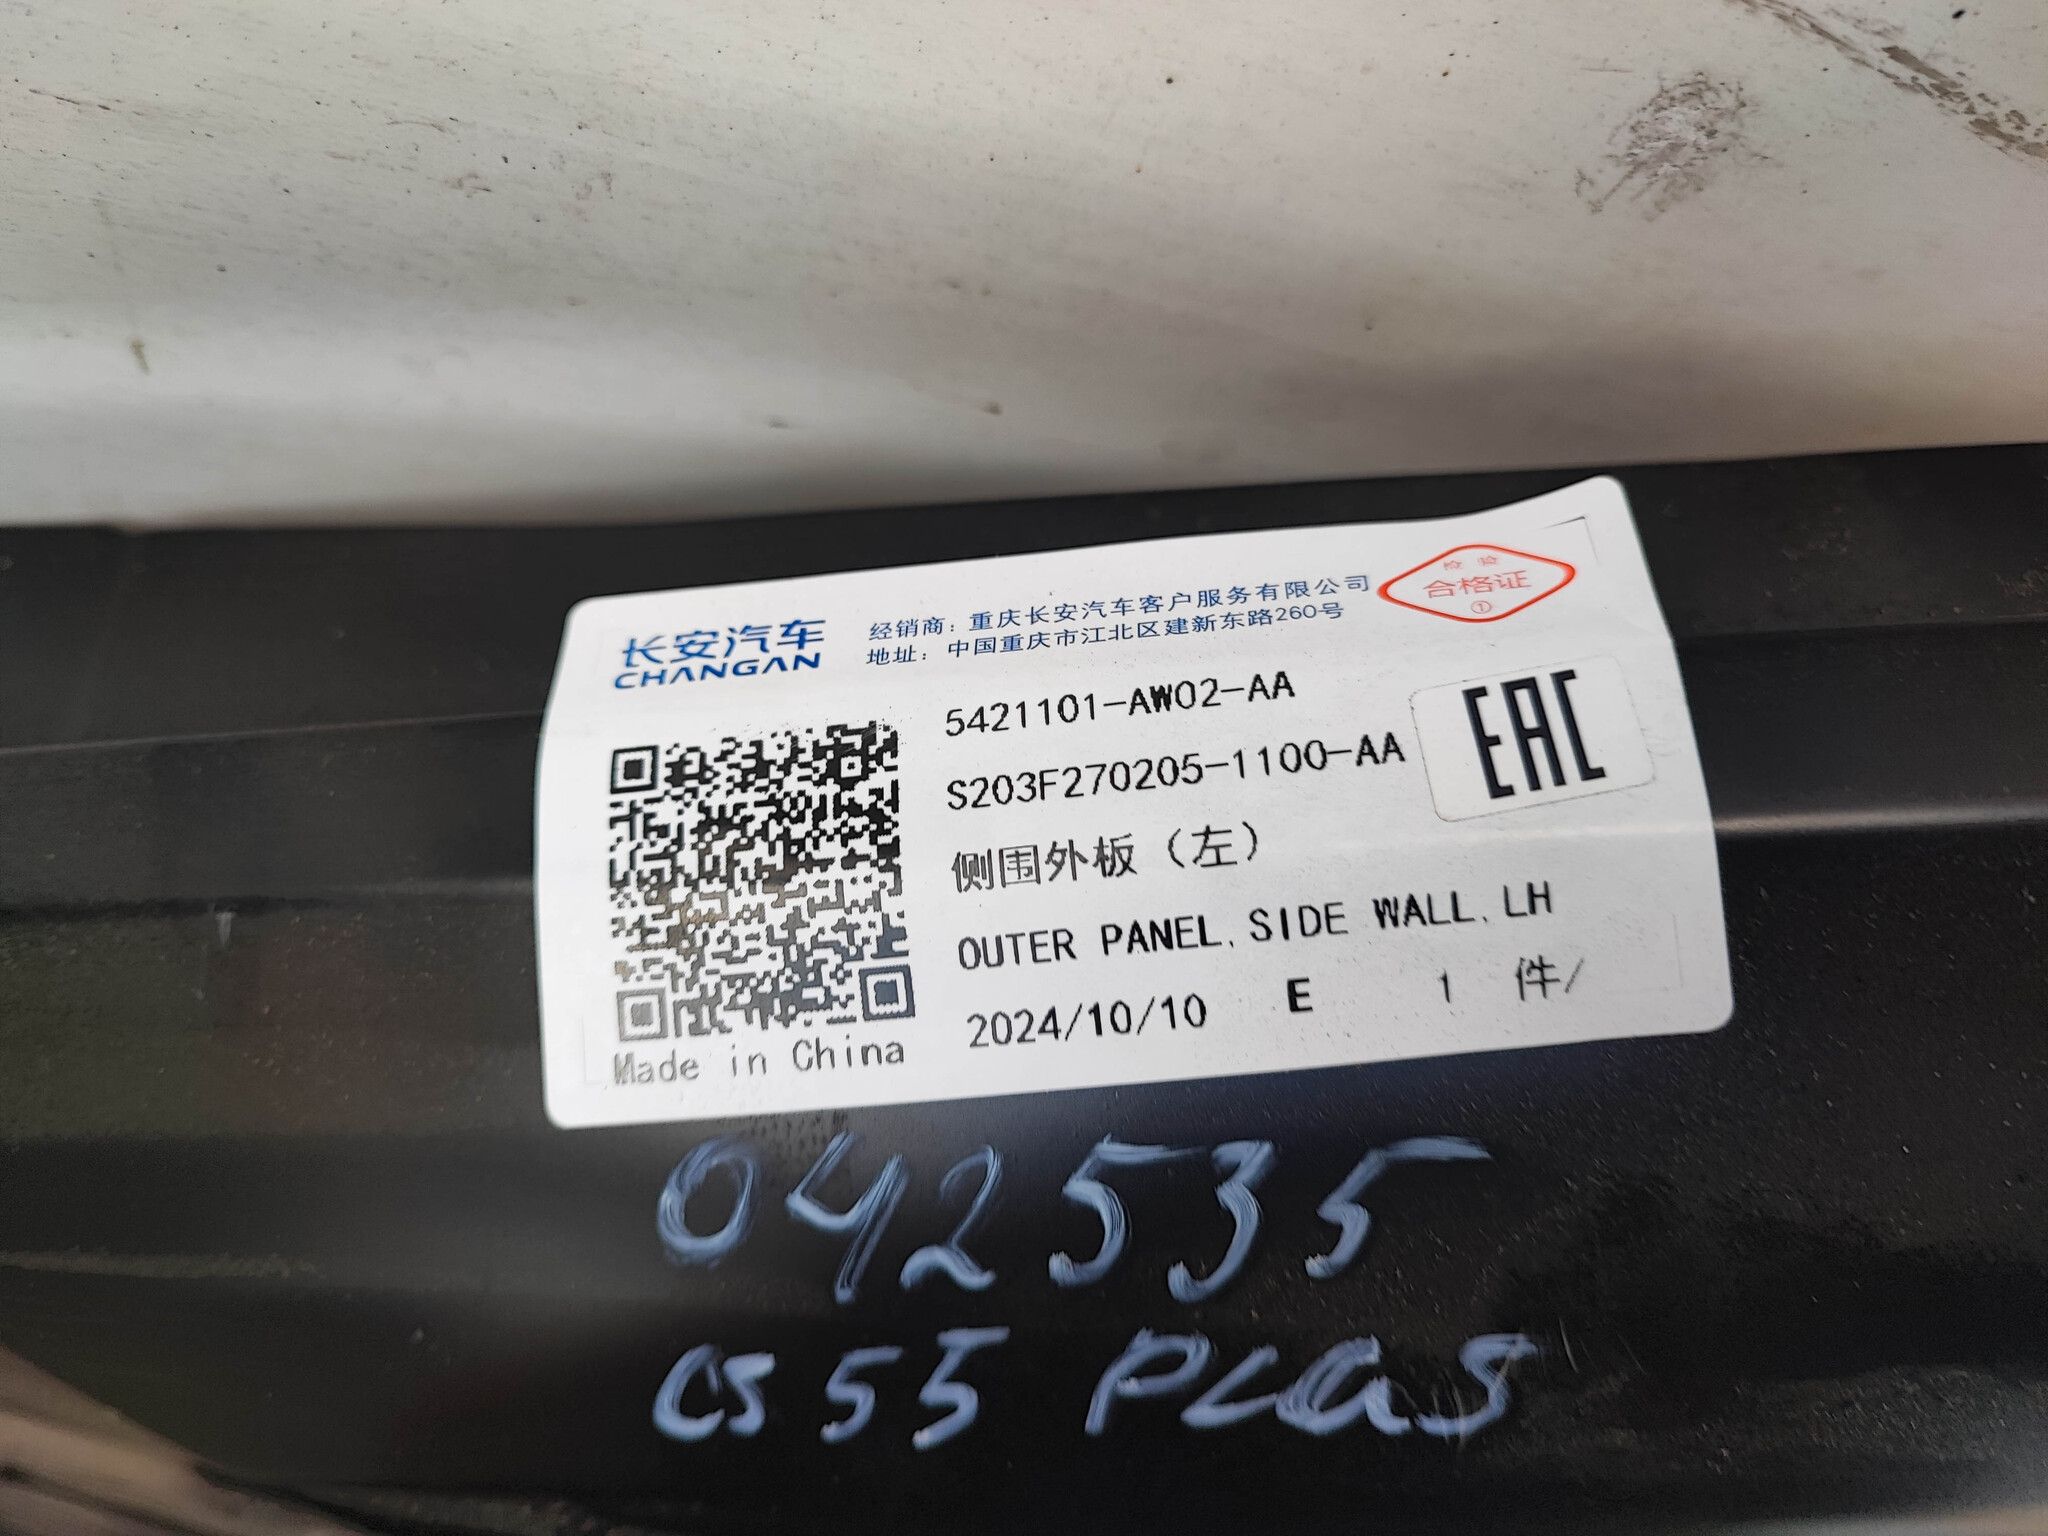 长安汽车
CHANGAN
经销商：重庆长安汽车客户服务有限公司
地址：中国重庆市江北区建新东路260号
检 验
合格证
①
5421101-AW02-AA
S203F270205-1100-AA
EAC
侧围外板（左）
OUTER PANEL,SIDE WALL,LH
2024/10/10 E 1 件/
Made in China
042535
CS 55 PLUS